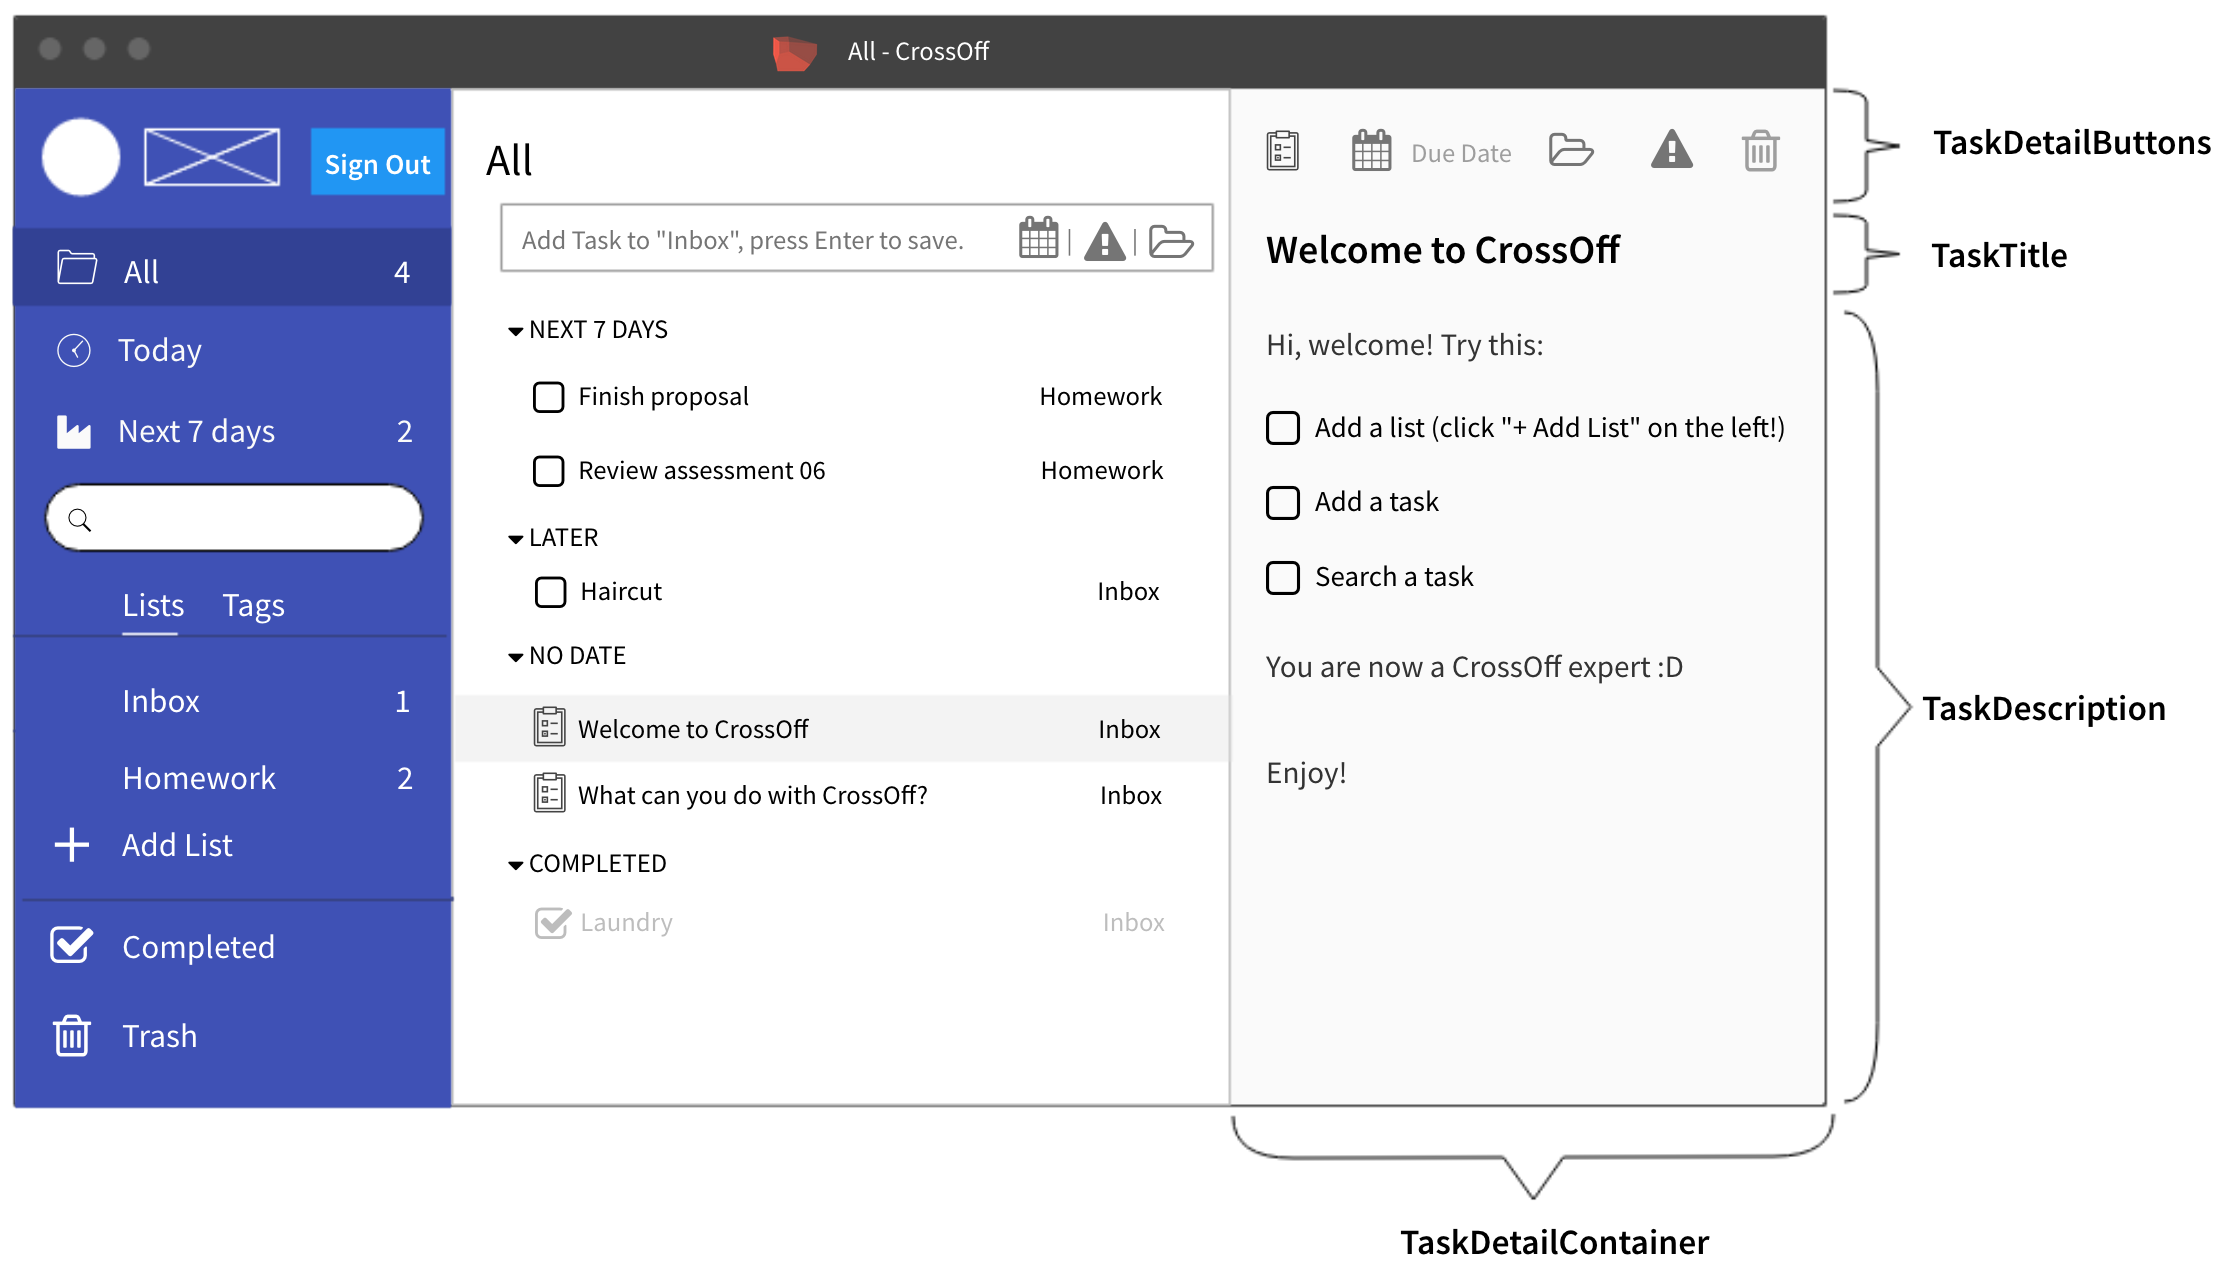 All - CrossOff
Sign Out
All 4
Today
Next 7 days 2
Lists Tags
Inbox 1
Homework 2
Add List
Completed
Trash
All
Add Task to "Inbox", press Enter to save.
NEXT 7 DAYS
Finish proposal Homework
Review assessment 06 Homework
LATER
Haircut Inbox
NO DATE
Welcome to CrossOff Inbox
What can you do with CrossOff? Inbox
COMPLETED
Laundry Inbox
Due Date
Welcome to CrossOff
Hi, welcome! Try this:
Add a list (click "+ Add List" on the left!)
Add a task
Search a task
You are now a CrossOff expert :D
Enjoy!
TaskDetailButtons
TaskTitle
TaskDescription
TaskDetailContainer